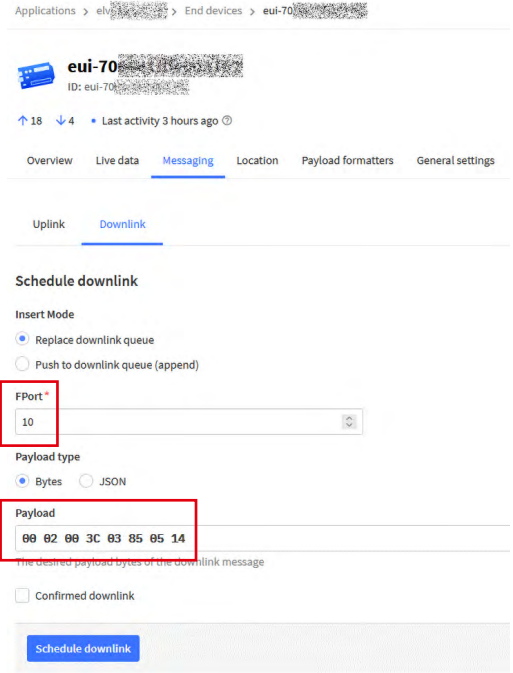 Applications > elv > End devices > eui-70
eui-70
ID: eui-70
↑ 18 ↓ 4 • Last activity 3 hours ago
Overview Live data Messaging Location Payload formatters General settings
Uplink Downlink
Schedule downlink
Insert Mode
Replace downlink queue
Push to downlink queue (append)
FPort *
10
Payload type
Bytes JSON
Payload
00 02 00 3C 03 85 05 14
The desired payload bytes of the downlink message
Confirmed downlink
Schedule downlink